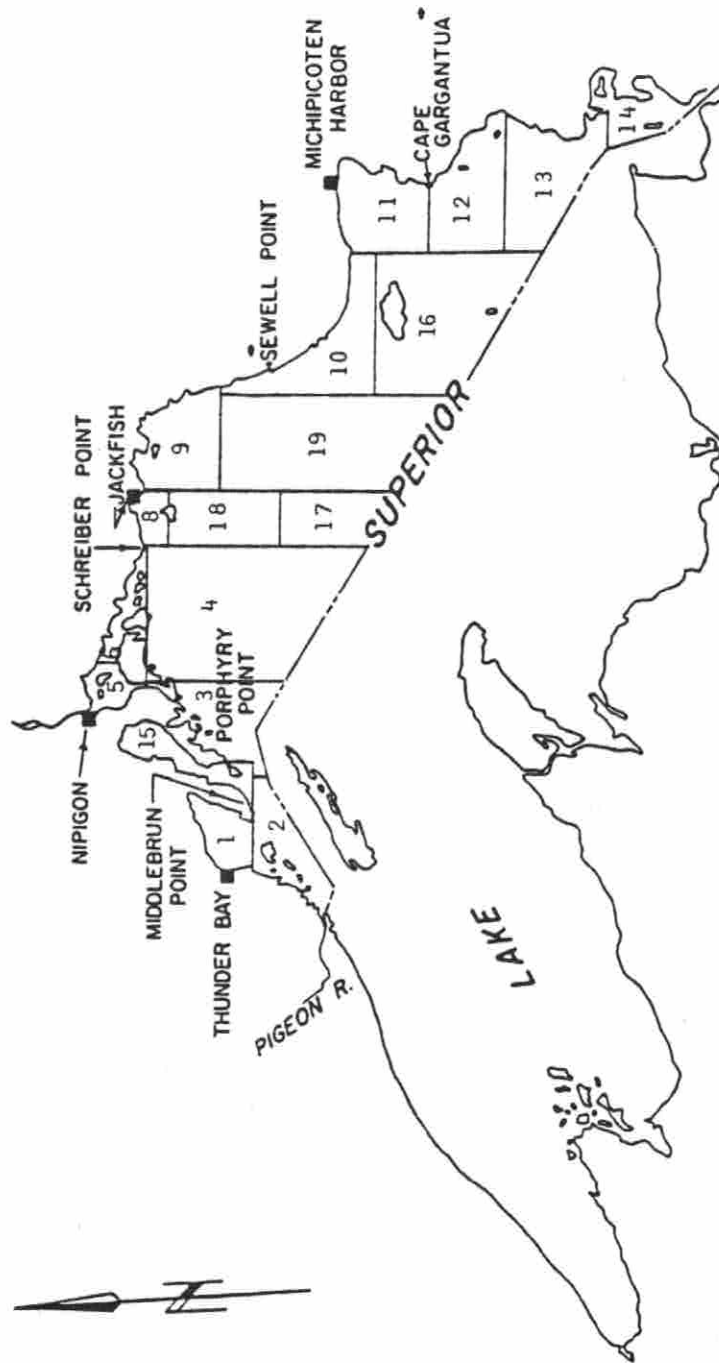 NIPIGON
SCHREIBER POINT
JACKFISH
MIDDLEBRUN
POINT
THUNDER BAY
PIGEON R.
PORPHYRY
POINT
SEWELL POINT
MICHIPICOTEN
HARBOR
CAPE
GARGANTUA
LAKE
SUPERIOR
1
2
3
4
5
6
8
9
10
11
12
13
14
15
16
17
18
19
N